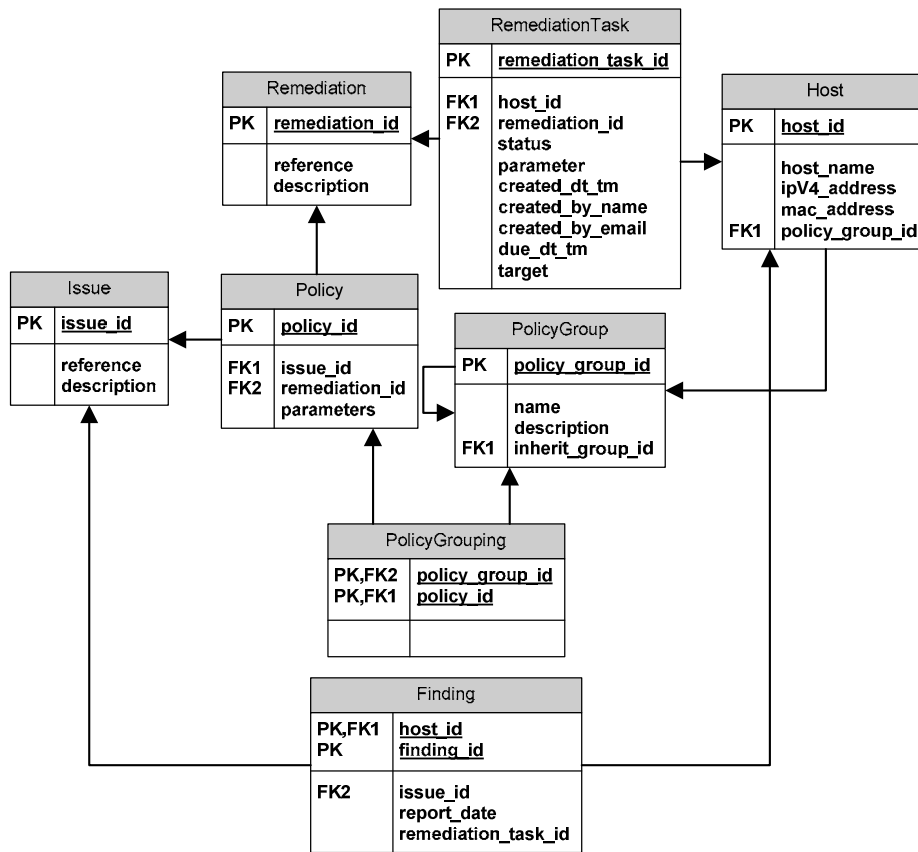 RemediationTask
PK remediation_task_id
FK1 host_id
FK2 remediation_id
status
parameter
created_dt_tm
created_by_name
created_by_email
due_dt_tm
target
Remediation
PK remediation_id
reference
description
Host
PK host_id
host_name
ipV4_address
mac_address
FK1 policy_group_id
Issue
PK issue_id
reference
description
Policy
PK policy_id
FK1 issue_id
FK2 remediation_id
parameters
PolicyGroup
PK policy_group_id
name
description
FK1 inherit_group_id
PolicyGrouping
PK,FK2 policy_group_id
PK,FK1 policy_id
Finding
PK,FK1 host_id
PK finding_id
FK2 issue_id
report_date
remediation_task_id